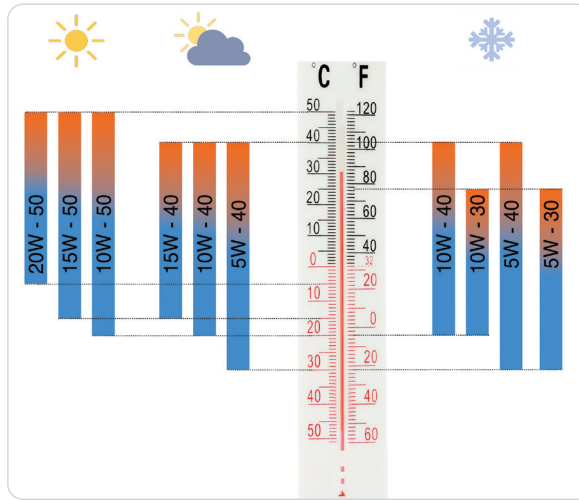 °C °F
50 120
40 100
30 80
20 60
10 40
0 32
10 20
20 0
30 20
40 40
50 60
20W - 50
15W - 50
10W - 50
15W - 40
10W - 40
5W - 40
10W - 40
10W - 30
5W - 40
5W - 30